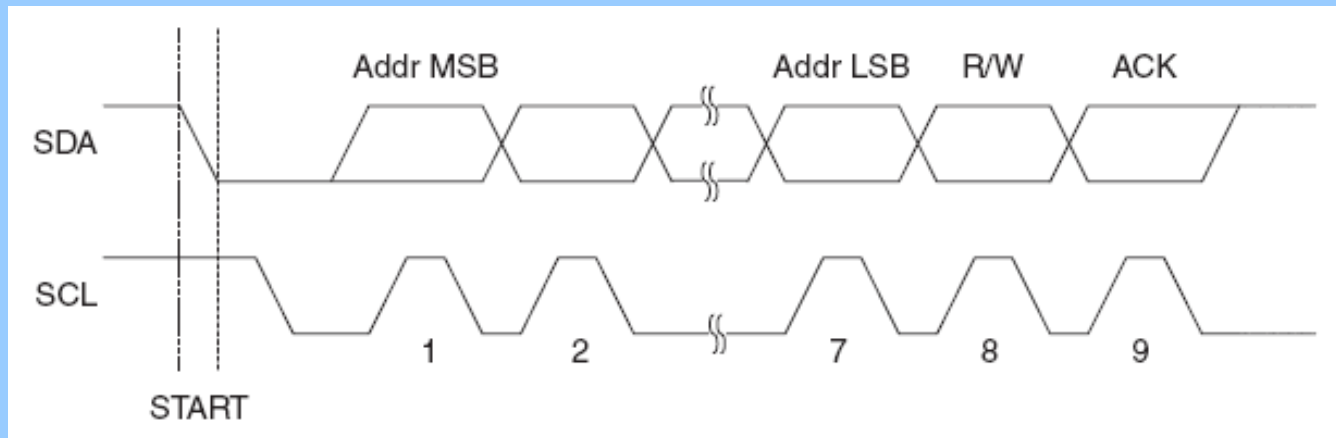 Addr MSB Addr LSB R/W ACK
SDA
SCL
1 2 7 8 9
START